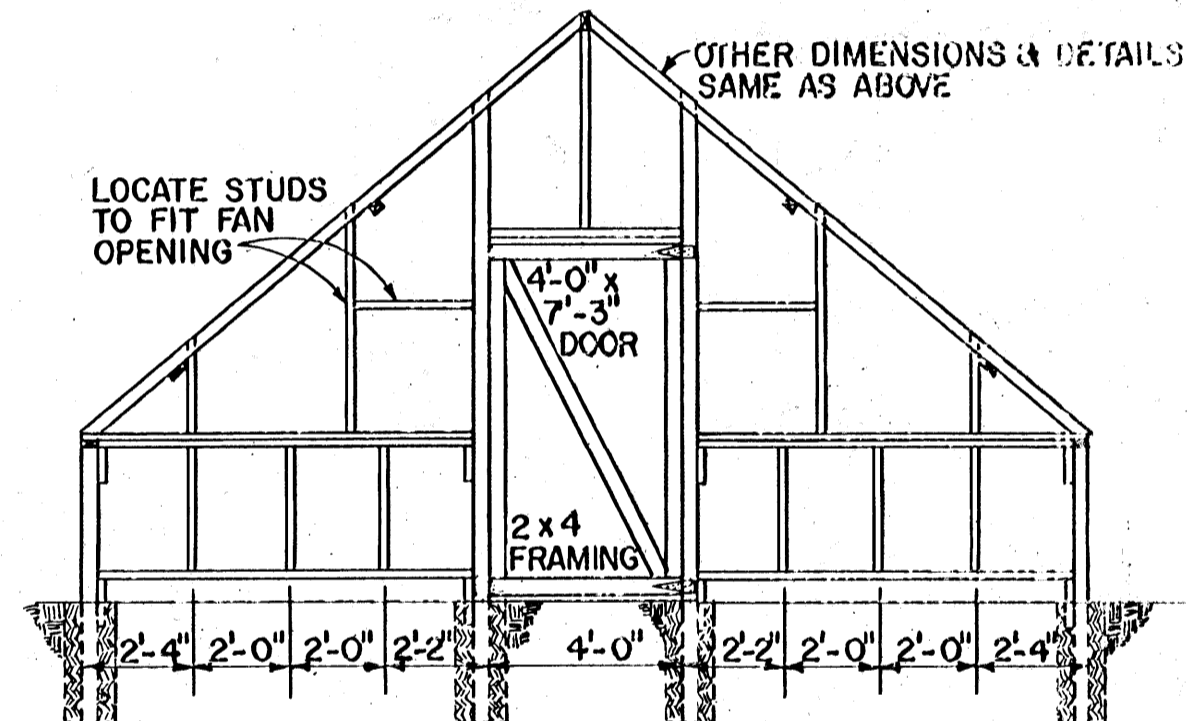 OTHER DIMENSIONS & DETAILS
SAME AS ABOVE
LOCATE STUDS
TO FIT FAN
OPENING
4'-0" x
7'-3"
DOOR
2 x 4
FRAMING
2'-4" 2'-0" 2'-0" 2'-2" 4'-0" 2'-2" 2'-0" 2'-0" 2'-4"